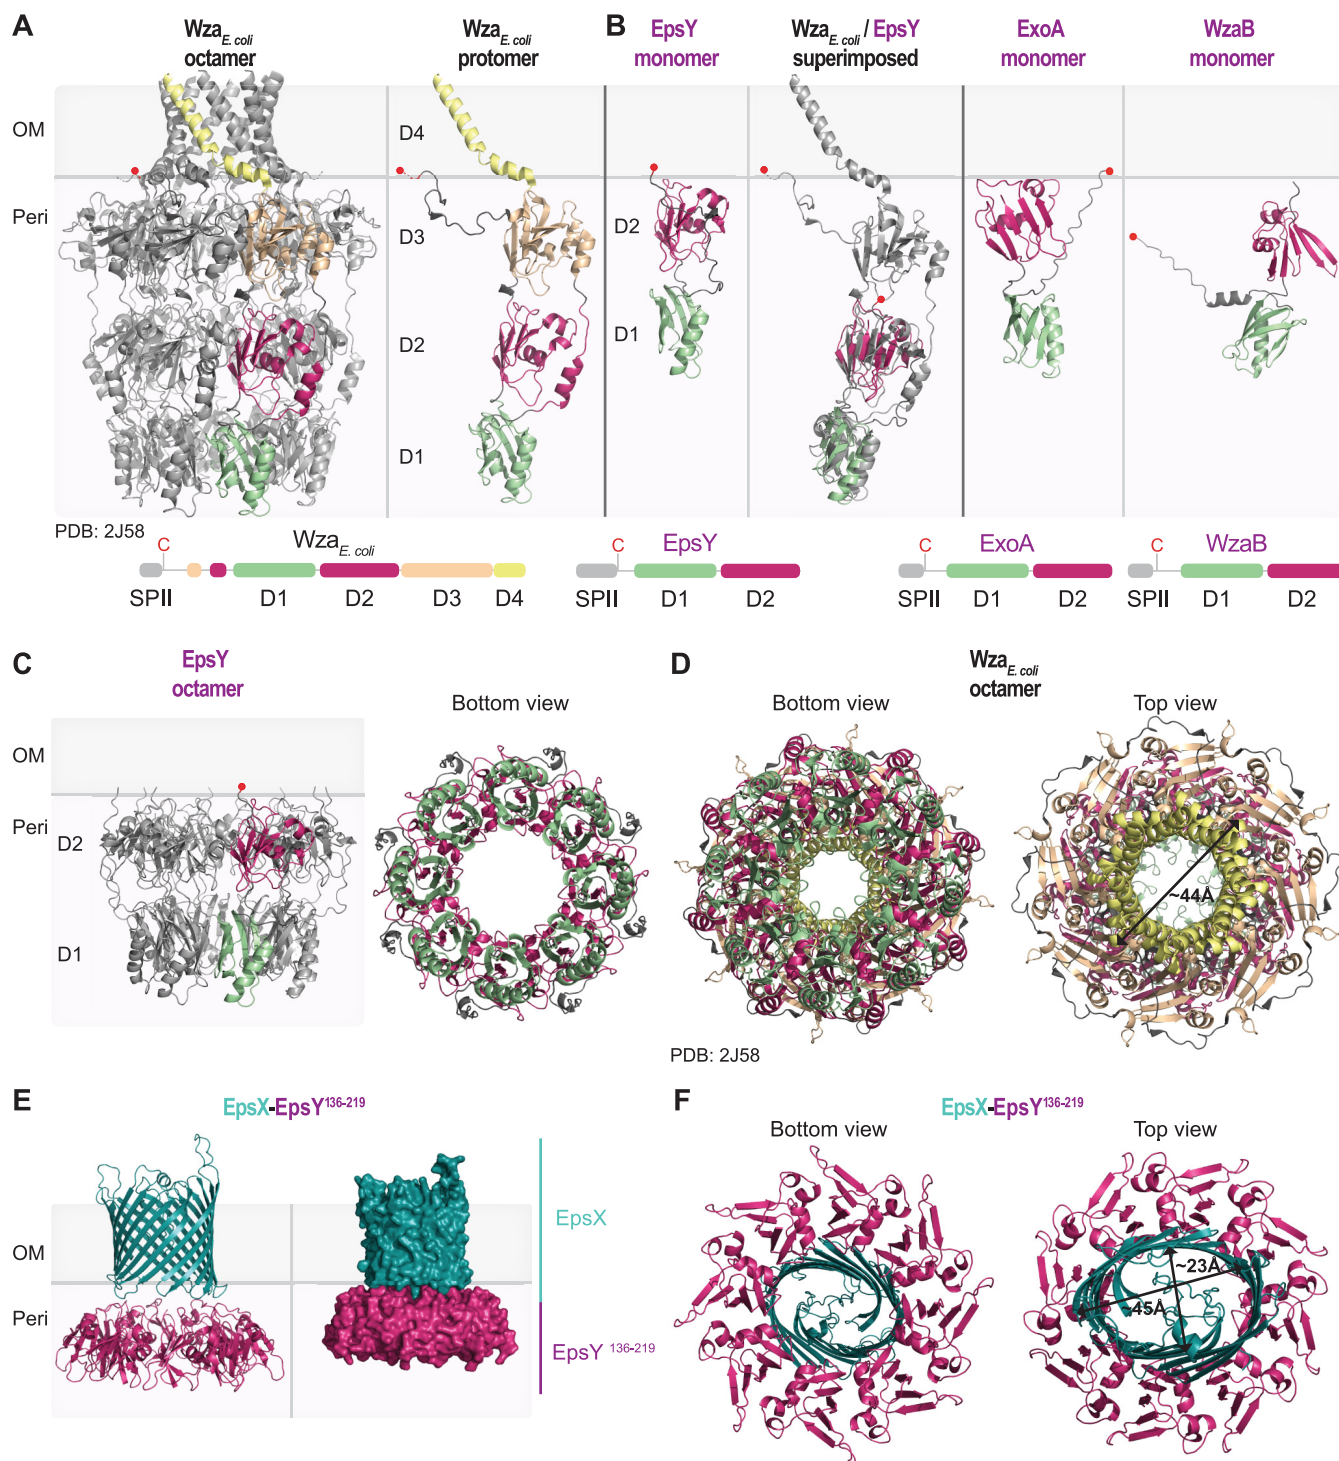 A
Wza E. coli
octamer
Wza E. coli
protomer
B
EpsY
monomer
Wza E. coli / EpsY
superimposed
ExoA
monomer
WzaB
monomer
OM
Peri
D4
D3
D2
D1
D2
D1
PDB: 2J58
Wza E. coli
C
SPII
D1
D2
D3
D4
EpsY
C
SPII
D1
D2
ExoA
C
SPII
D1
D2
WzaB
C
SPII
D1
D2
C
EpsY
octamer
Bottom view
OM
Peri
D2
D1
D
Wza E. coli
octamer
Bottom view
Top view
~44Å
PDB: 2J58
E
EpsX-EpsY136-219
OM
Peri
EpsX
EpsY 136-219
F
EpsX-EpsY136-219
Bottom view
Top view
~23Å
~45Å